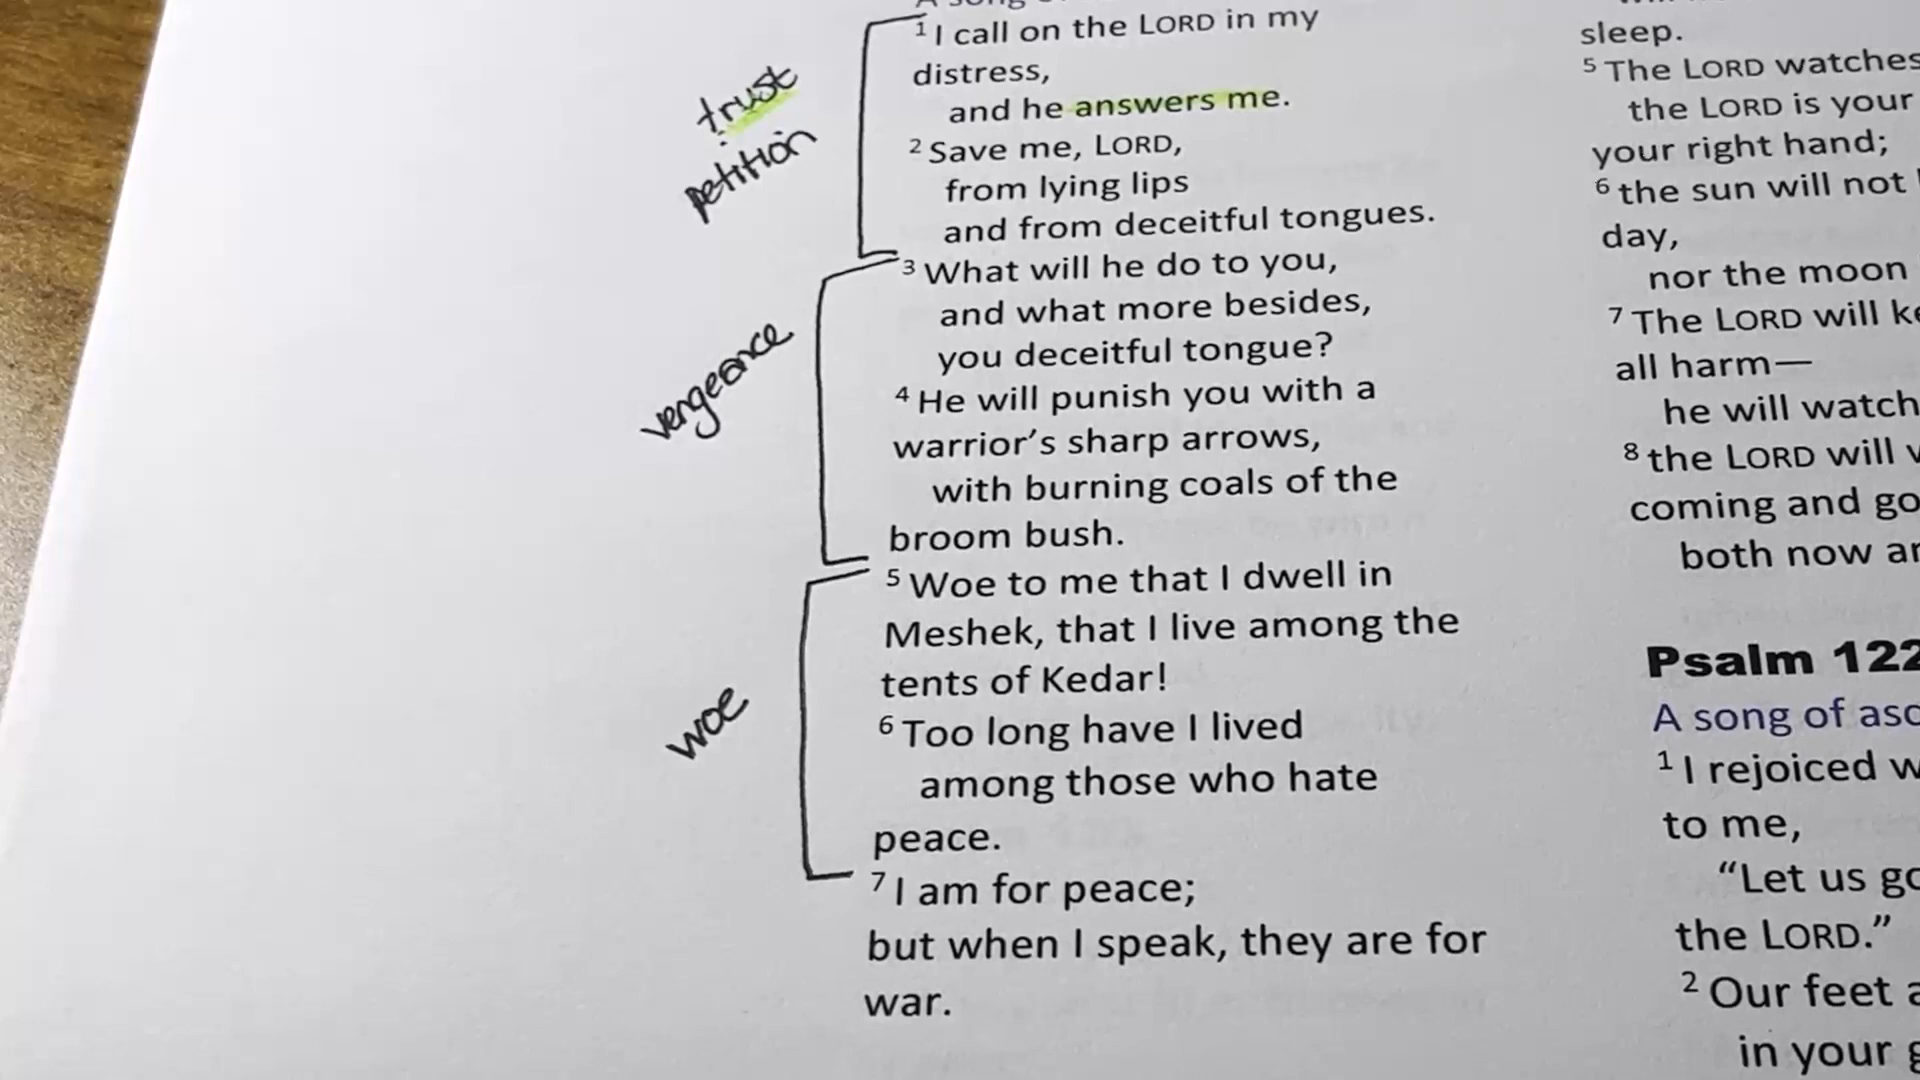 trust
petition
vengeance
woe
1 I call on the LORD in my
distress,
and he answers me.
2 Save me, LORD,
from lying lips
and from deceitful tongues.
3 What will he do to you,
and what more besides,
you deceitful tongue?
4 He will punish you with a
warrior’s sharp arrows,
with burning coals of the
broom bush.
5 Woe to me that I dwell in
Meshek, that I live among the
tents of Kedar!
6 Too long have I lived
among those who hate
peace.
7 I am for peace;
but when I speak, they are for
war.
sleep.
5 The LORD watches
the LORD is your
your right hand;
6 the sun will not
day,
nor the moon
7 The LORD will
all harm—
he will watch
8 the LORD will
coming and
both now
Psalm 122
A song of
1 I rejoiced
to me,
“Let us
the LORD.”
2 Our feet
in your